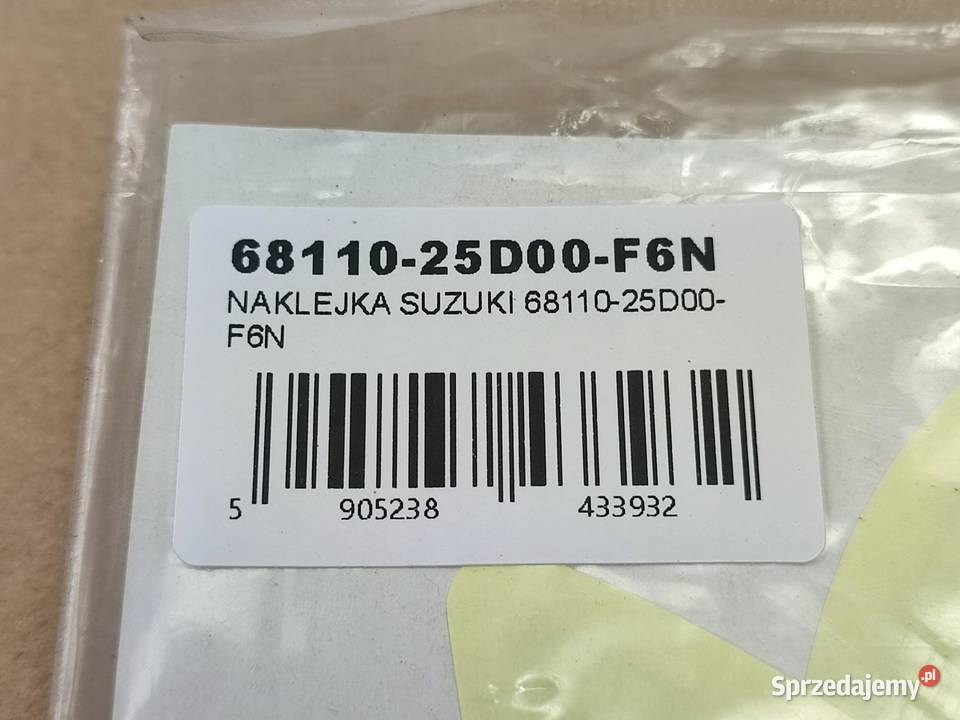 68110-25D00-F6N
NAKLEJKA SUZUKI 68110-25D00-
F6N
5 905238 433932
Sprzedajemy.pl